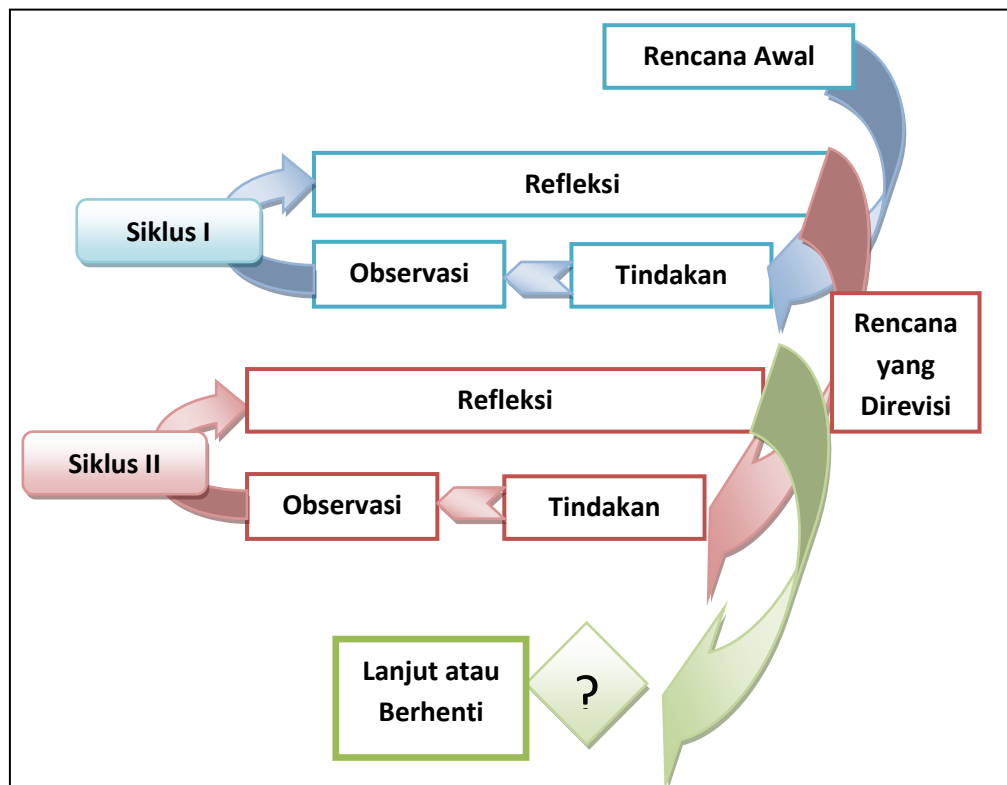 Rencana Awal
Refleksi
Siklus I
Observasi
Tindakan
Rencana
yang
Direvisi
Refleksi
Siklus II
Observasi
Tindakan
Lanjut atau
Berhenti
?